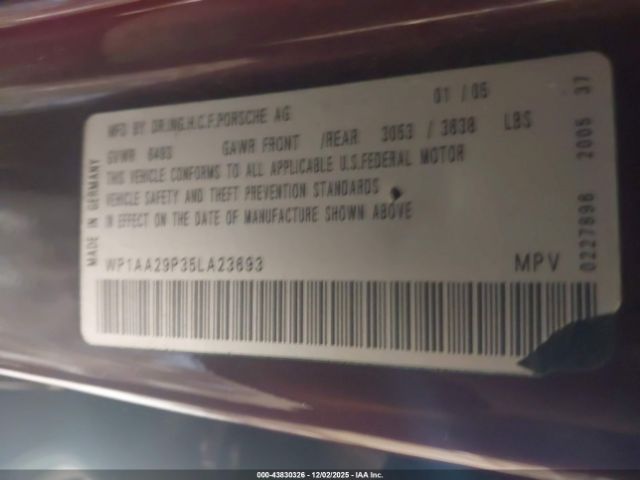 01 / 05
MFD BY DR.ING.H.C.F.PORSCHE AG
GVWR 6493 GAWR FRONT /REAR 3053 / 3638 LBS
THIS VEHICLE CONFORMS TO ALL APPLICABLE U.S.FEDERAL MOTOR
VEHICLE SAFETY AND THEFT PREVENTION STANDARDS
IN EFFECT ON THE DATE OF MANUFACTURE SHOWN ABOVE
WP1AA29P35LA23693 MPV
MADE IN GERMANY
0227898 2005 37
000-43830326 - 12/02/2025 - IAA Inc.